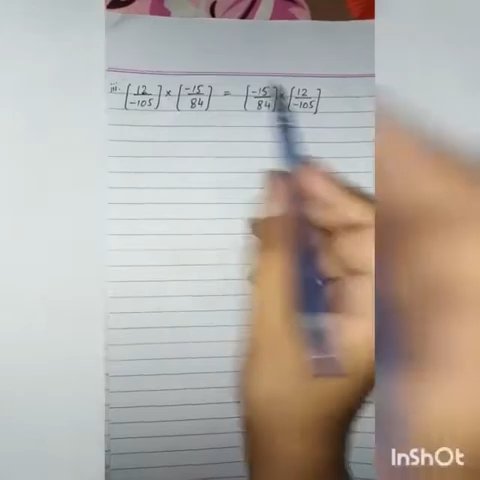 iii. [12/-105] × [-15/84] = [-15/84] × [12/-105]
InShOt